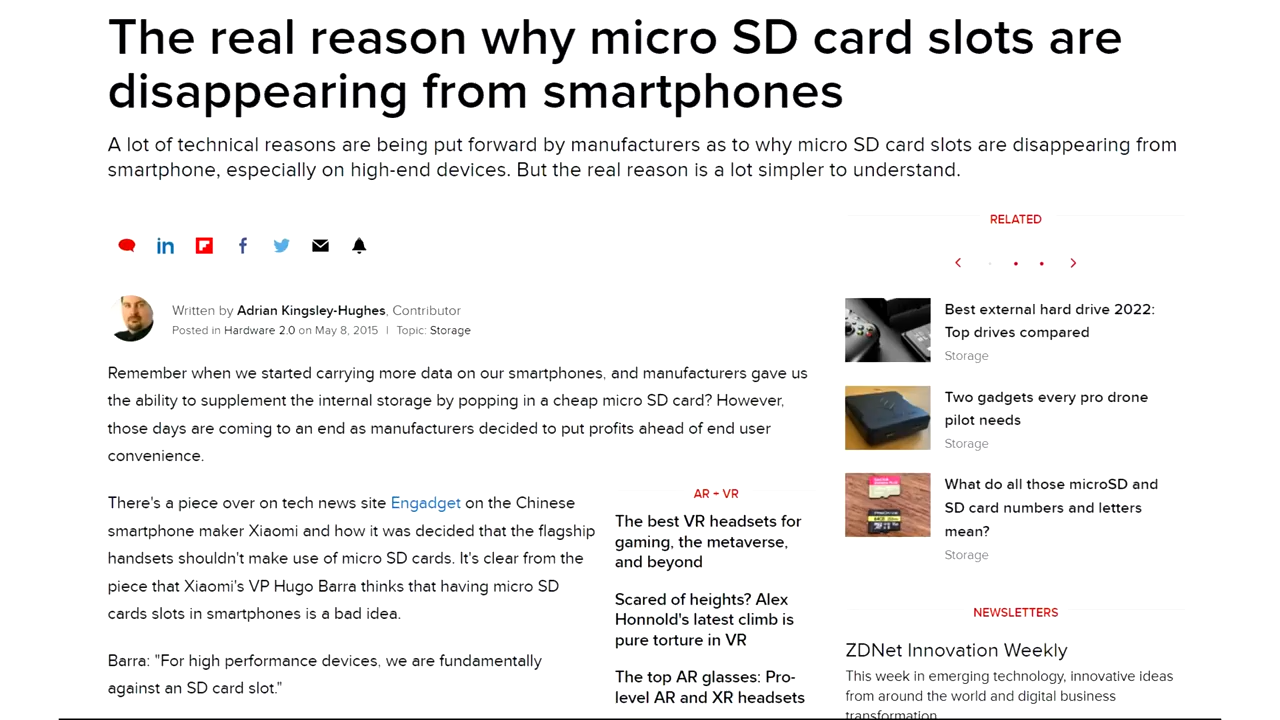 The real reason why micro SD card slots are
disappearing from smartphones
A lot of technical reasons are being put forward by manufacturers as to why micro SD card slots are disappearing from
smartphone, especially on high-end devices. But the real reason is a lot simpler to understand.
Written by Adrian Kingsley-Hughes, Contributor
Posted in Hardware 2.0 on May 8, 2015 | Topic: Storage
Remember when we started carrying more data on our smartphones, and manufacturers gave us
the ability to supplement the internal storage by popping in a cheap micro SD card? However,
those days are coming to an end as manufacturers decided to put profits ahead of end user
convenience.
There's a piece over on tech news site Engadget on the Chinese
smartphone maker Xiaomi and how it was decided that the flagship
handsets shouldn't make use of micro SD cards. It's clear from the
piece that Xiaomi's VP Hugo Barra thinks that having micro SD
cards slots in smartphones is a bad idea.
Barra: "For high performance devices, we are fundamentally
against an SD card slot."
AR + VR
The best VR headsets for
gaming, the metaverse,
and beyond
Scared of heights? Alex
Honnold's latest climb is
pure torture in VR
The top AR glasses: Pro-
level AR and XR headsets
RELATED
Best external hard drive 2022:
Top drives compared
Storage
Two gadgets every pro drone
pilot needs
Storage
What do all those microSD and
SD card numbers and letters
mean?
Storage
NEWSLETTERS
ZDNet Innovation Weekly
This week in emerging technology, innovative ideas
from around the world and digital business
transformation